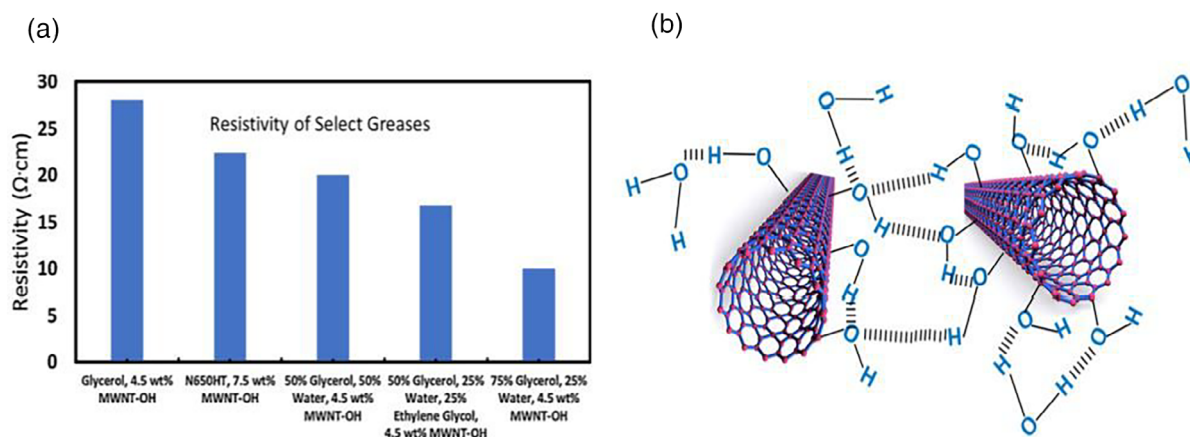 (a)
Resistivity of Select Greases
Resistivity (Ω·cm)
30
25
20
15
10
5
0
Glycerol, 4.5 wt%
MWNT-OH
N650HT, 7.5 wt%
MWNT-OH
50% Glycerol, 50%
Water, 4.5 wt%
MWNT-OH
50% Glycerol, 25%
Water, 25%
Ethylene Glycol,
4.5 wt% MWNT-OH
75% Glycerol, 25%
Water, 4.5 wt%
MWNT-OH
(b)
O H
H
H O
H O
H
H
O
H O
H
O
H
O H
O
H
H O
H
O
H O
O
H
O
H
H
O
H
O H
H O
H
H
O